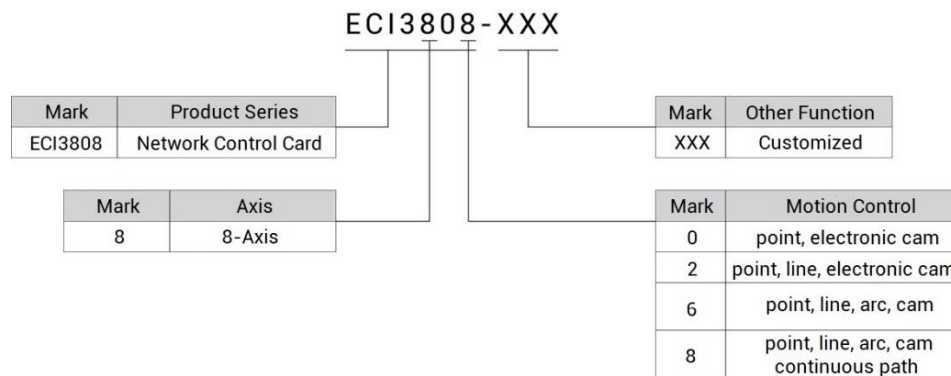 ECI3808-XXX
Mark Product Series
ECI3808 Network Control Card
Mark Axis
8 8-Axis
Mark Other Function
XXX Customized
Mark Motion Control
0 point, electronic cam
2 point, line, electronic cam
6 point, line, arc, cam
8 point, line, arc, cam
continuous path